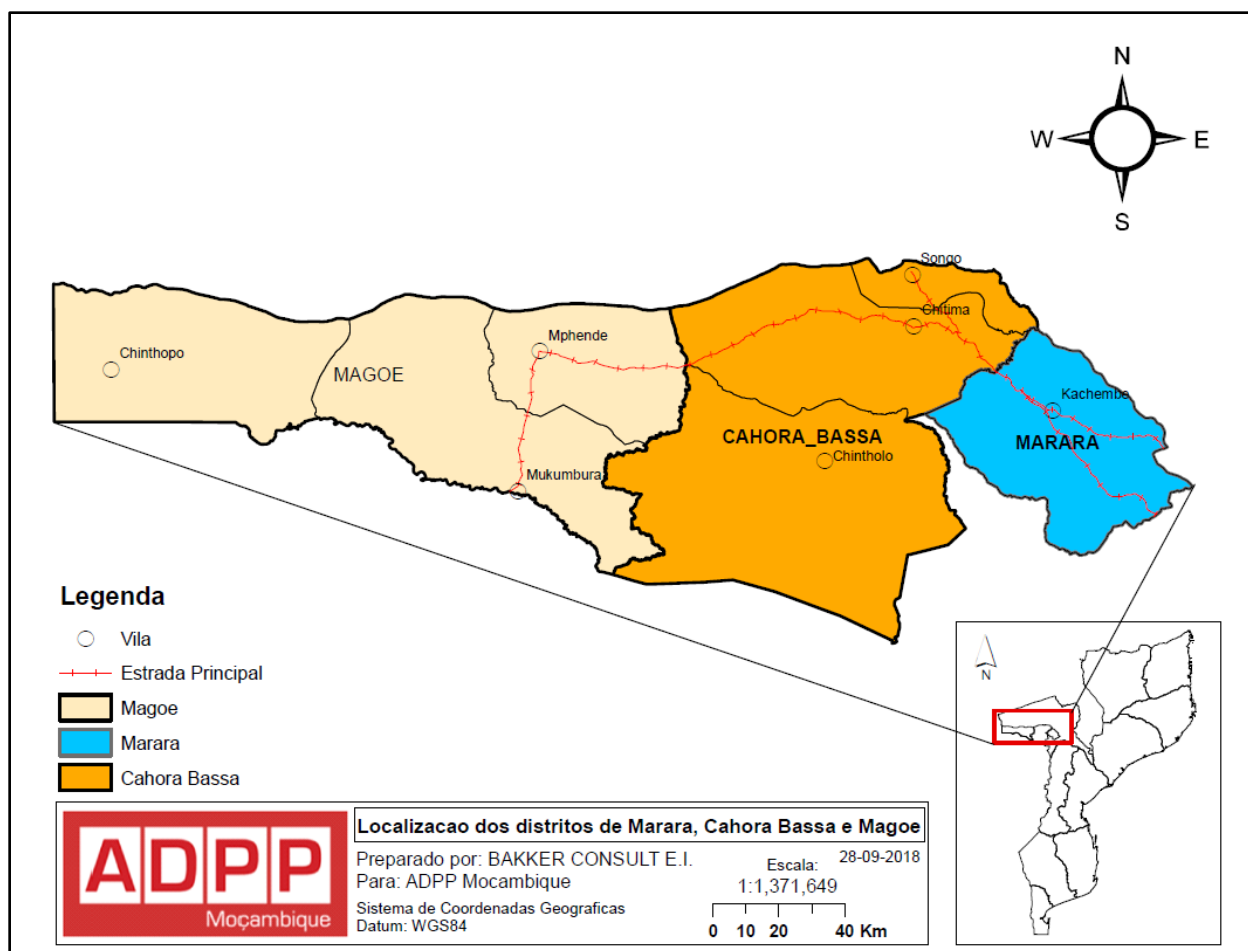 N
W
E
S
Songo
Chitima
Mphende
Chinthopo
MAGOE
Kachembe
CAHORA_BASSA
MARARA
Chintholo
Mukumbura
Legenda
Vila
Estrada Principal
Magoe
Marara
Cahora Bassa
N
ADPP
Moçambique
Localizacao dos distritos de Marara, Cahora Bassa e Magoe
Preparado por: BAKKER CONSULT E.I.
Para: ADPP Mocambique
Sistema de Coordenadas Geograficas
Datum: WGS84
Escala:
28-09-2018
1:1,371,649
0 10 20 40 Km